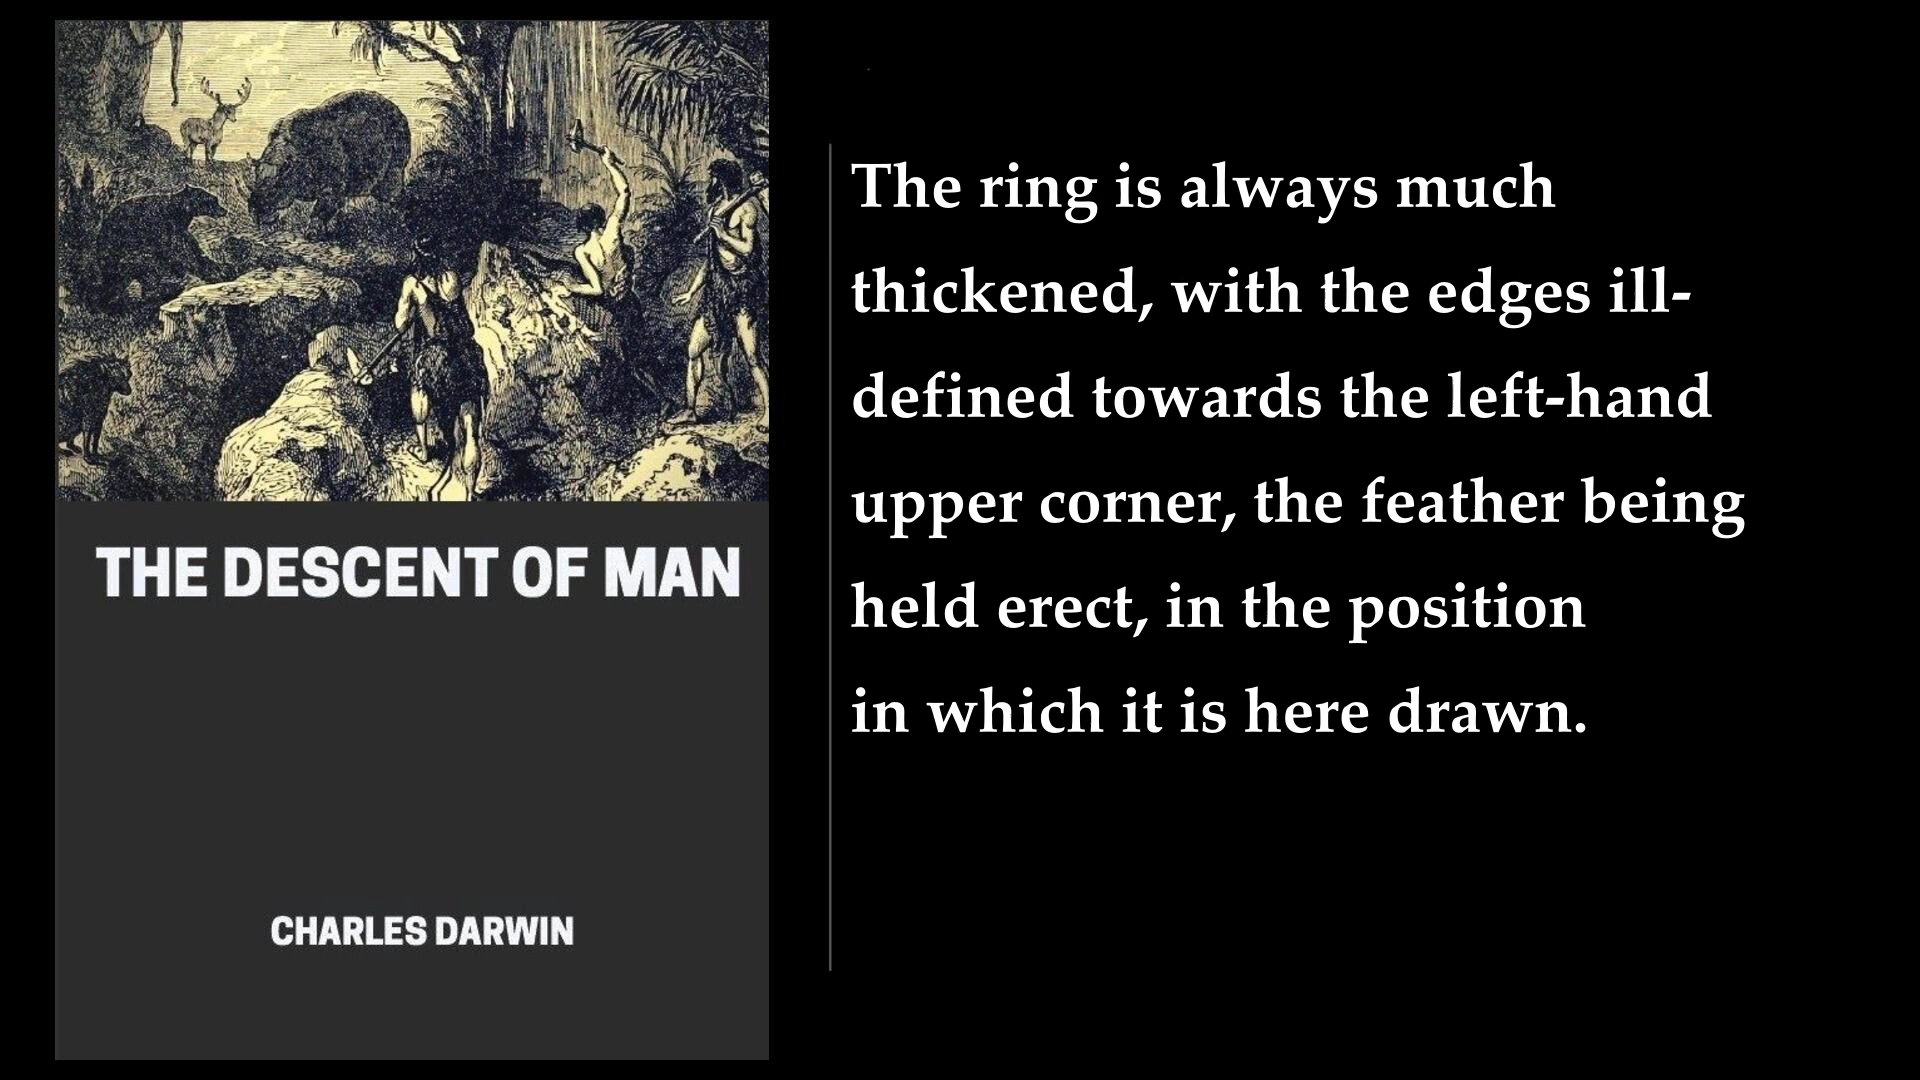 THE DESCENT OF MAN
CHARLES DARWIN
The ring is always much
thickened, with the edges ill-
defined towards the left-hand
upper corner, the feather being
held erect, in the position
in which it is here drawn.